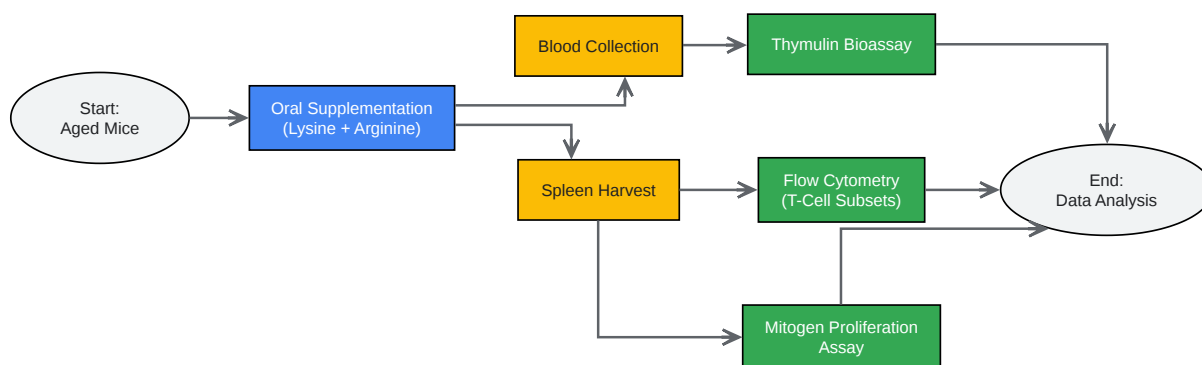 Start:
Aged Mice
Oral Supplementation
(Lysine + Arginine)
Blood Collection
Thymulin Bioassay
Spleen Harvest
Flow Cytometry
(T-Cell Subsets)
End:
Data Analysis
Mitogen Proliferation
Assay